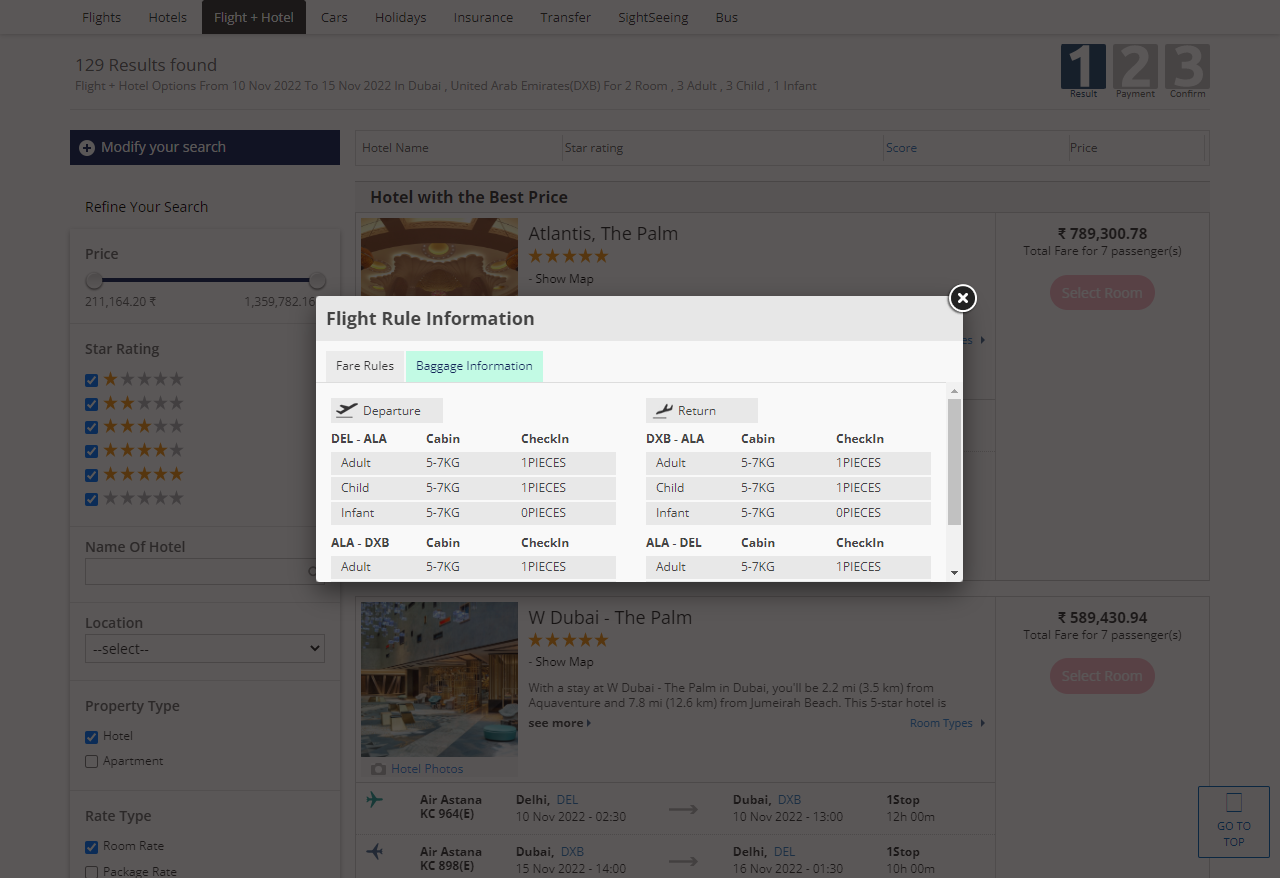 Flights Hotels Flight + Hotel Cars Holidays Insurance Transfer SightSeeing Bus
129 Results found
Flight + Hotel Options From 10 Nov 2022 To 15 Nov 2022 In Dubai , United Arab Emirates(DXB) For 2 Room , 3 Adult , 3 Child , 1 Infant
1 2 3
Result Payment Confirm
Modify your search
Hotel Name Star rating Score Price
Refine Your Search
Price
211,164.20 ₹ 1,359,782.16
Star Rating
Name Of Hotel
Location
--select--
Property Type
Hotel
Apartment
Rate Type
Room Rate
Package Rate
Hotel with the Best Price
Atlantis, The Palm
- Show Map
₹ 789,300.78
Total Fare for 7 passenger(s)
Select Room
Flight Rule Information
Fare Rules Baggage Information
Departure Return
DEL - ALA Cabin CheckIn DXB - ALA Cabin CheckIn
Adult 5-7KG 1PIECES Adult 5-7KG 1PIECES
Child 5-7KG 1PIECES Child 5-7KG 1PIECES
Infant 5-7KG 0PIECES Infant 5-7KG 0PIECES
ALA - DXB Cabin CheckIn ALA - DEL Cabin CheckIn
Adult 5-7KG 1PIECES Adult 5-7KG 1PIECES
W Dubai - The Palm
- Show Map
With a stay at W Dubai - The Palm in Dubai, you'll be 2.2 mi (3.5 km) from
Aquaventure and 7.8 mi (12.6 km) from Jumeirah Beach. This 5-star hotel is
see more Room Types
Hotel Photos
₹ 589,430.94
Total Fare for 7 passenger(s)
Select Room
Air Astana Delhi, DEL Dubai, DXB 1Stop
KC 964(E) 10 Nov 2022 - 02:30 10 Nov 2022 - 13:00 12h 00m
Air Astana Dubai, DXB Delhi, DEL 1Stop
KC 898(E) 15 Nov 2022 - 14:00 16 Nov 2022 - 01:30 10h 00m
GO TO
TOP